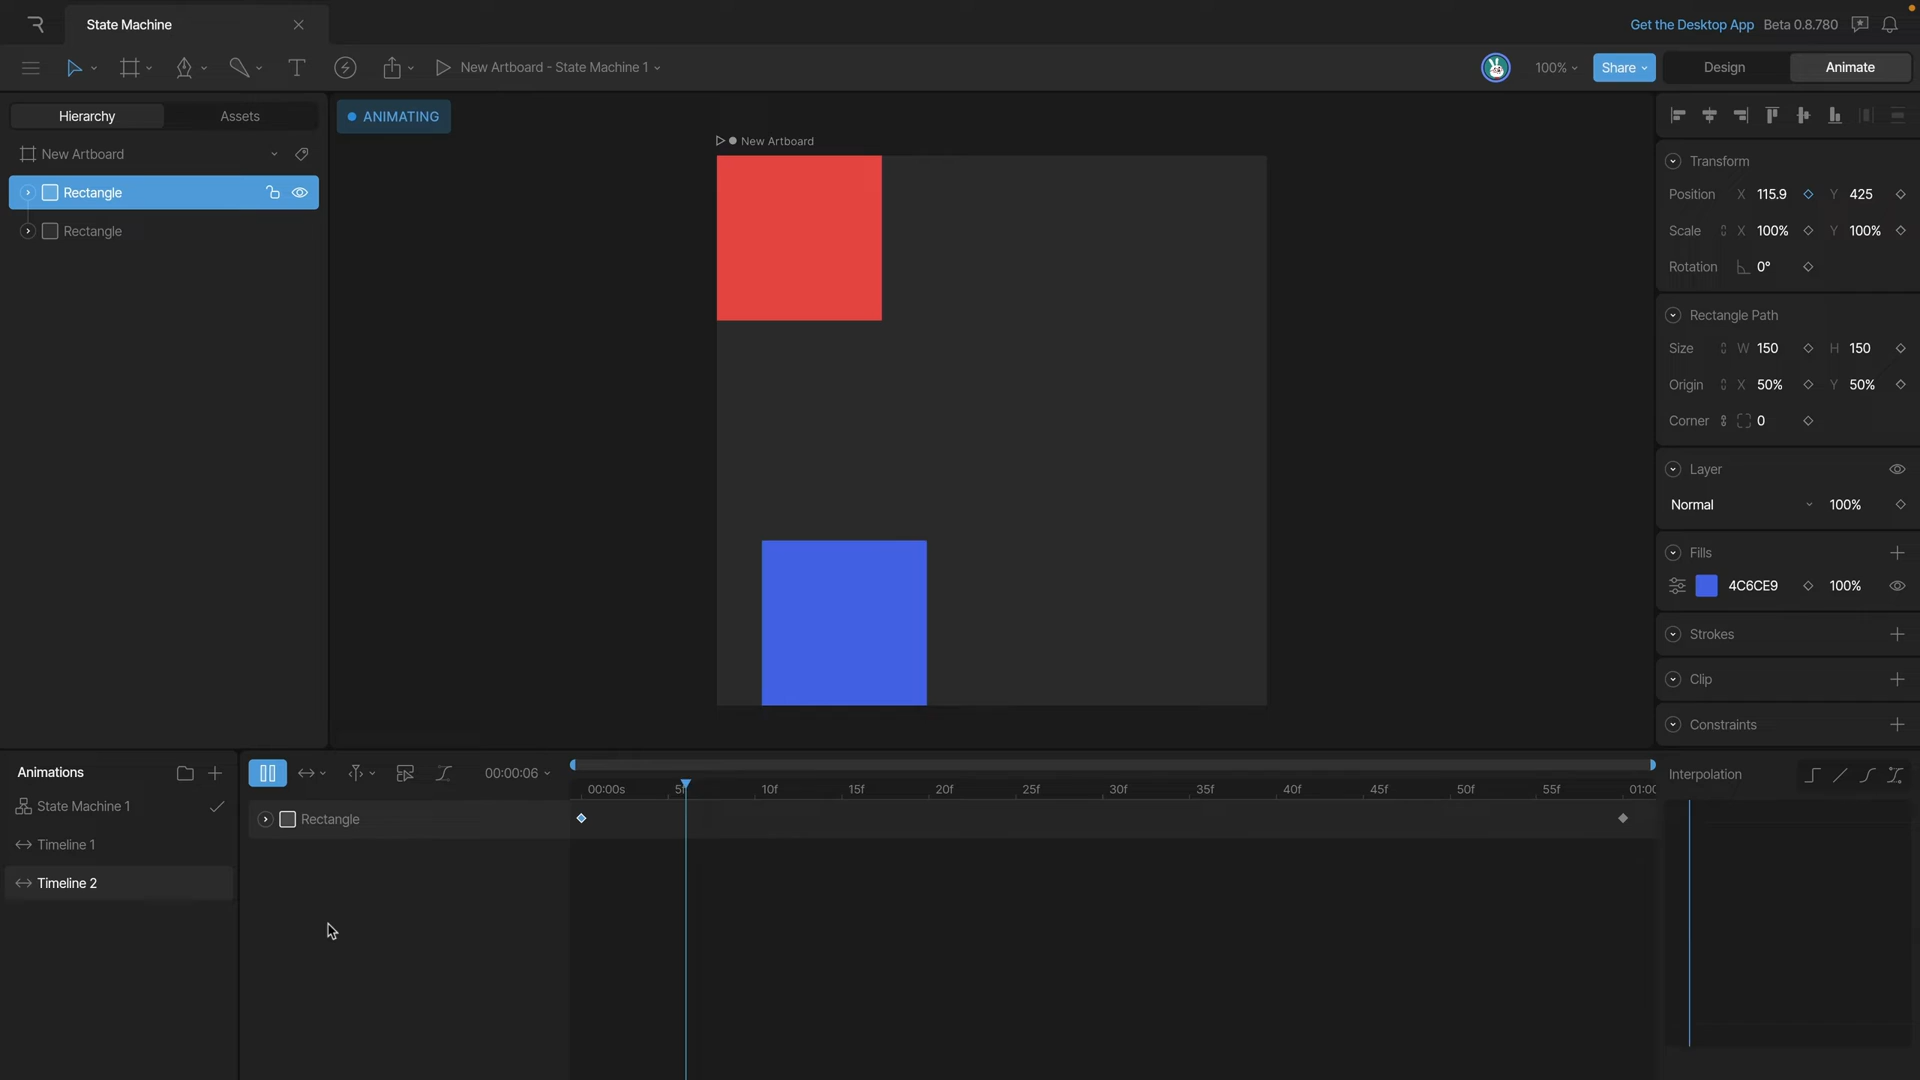 State Machine
Get the Desktop App Beta 0.8.780
New Artboard - State Machine 1
100%
Share
Design
Animate
Hierarchy
Assets
ANIMATING
New Artboard
New Artboard
Rectangle
Rectangle
Transform
Position X 115.9 Y 425
Scale X 100% Y 100%
Rotation 0°
Rectangle Path
Size W 150 H 150
Origin X 50% Y 50%
Corner 0
Layer
Normal 100%
Fills
4C6CE9 100%
Strokes
Clip
Constraints
Animations
00:00:06
Interpolation
00:00s 5f 10f 15f 20f 25f 30f 35f 40f 45f 50f 55f 01:00
State Machine 1
Rectangle
Timeline 1
Timeline 2